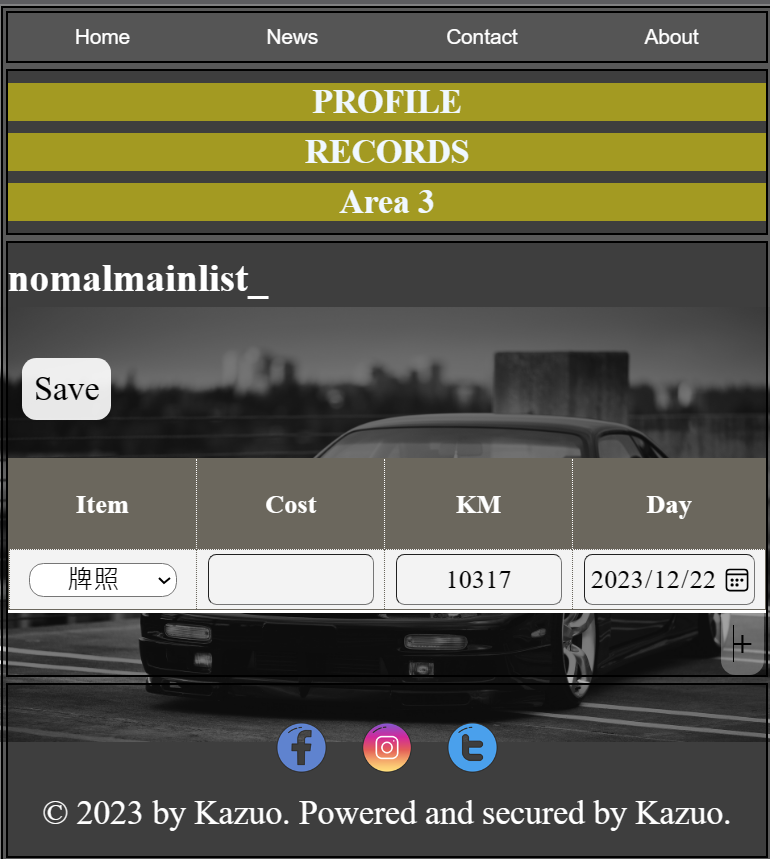 Home News Contact About
PROFILE
RECORDS
Area 3
nomalmainlist_
Save
Item Cost KM Day
牌照 10317 2023/12/22
+
© 2023 by Kazuo. Powered and secured by Kazuo.